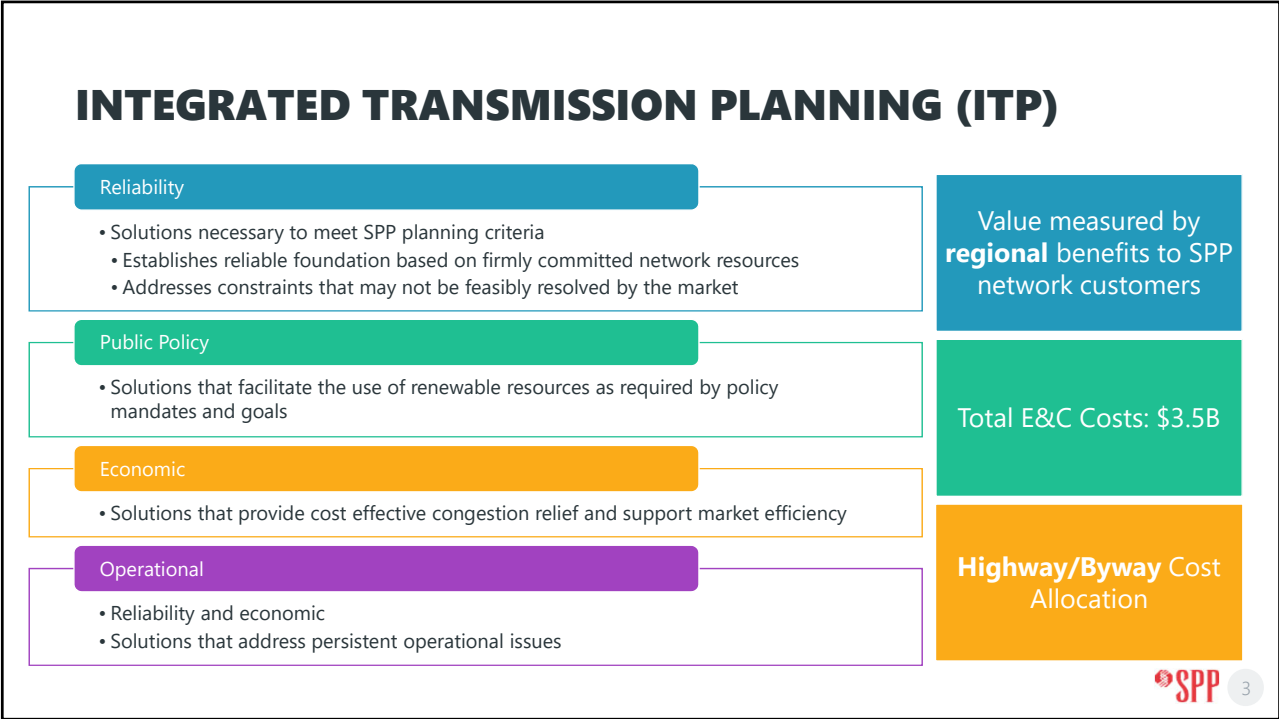 INTEGRATED TRANSMISSION PLANNING (ITP)
Reliability
• Solutions necessary to meet SPP planning criteria
• Establishes reliable foundation based on firmly committed network resources
• Addresses constraints that may not be feasibly resolved by the market
Public Policy
• Solutions that facilitate the use of renewable resources as required by policy
mandates and goals
Economic
• Solutions that provide cost effective congestion relief and support market efficiency
Operational
• Reliability and economic
• Solutions that address persistent operational issues
Value measured by
regional benefits to SPP
network customers
Total E&C Costs: $3.5B
Highway/Byway Cost
Allocation
SPP
3